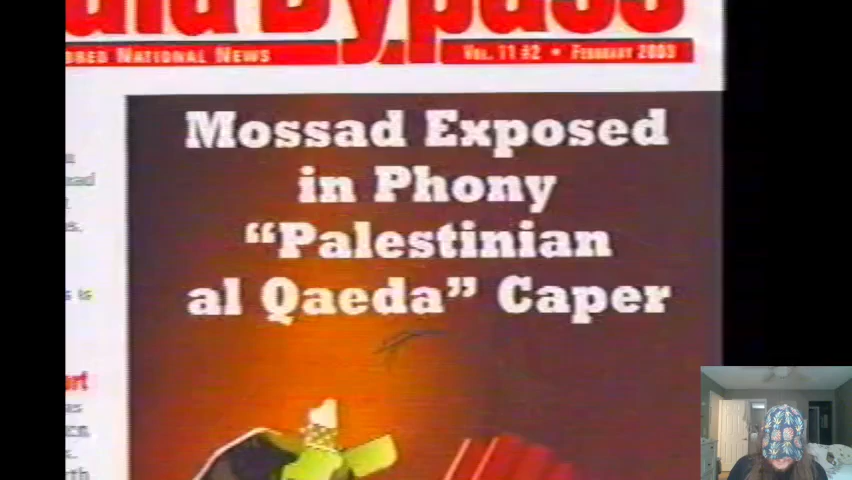 Bypass
NATIONAL NEWS
VOL. 11 #2 • FEBRUARY 2003
Mossad Exposed
in Phony
“Palestinian
al Qaeda” Caper